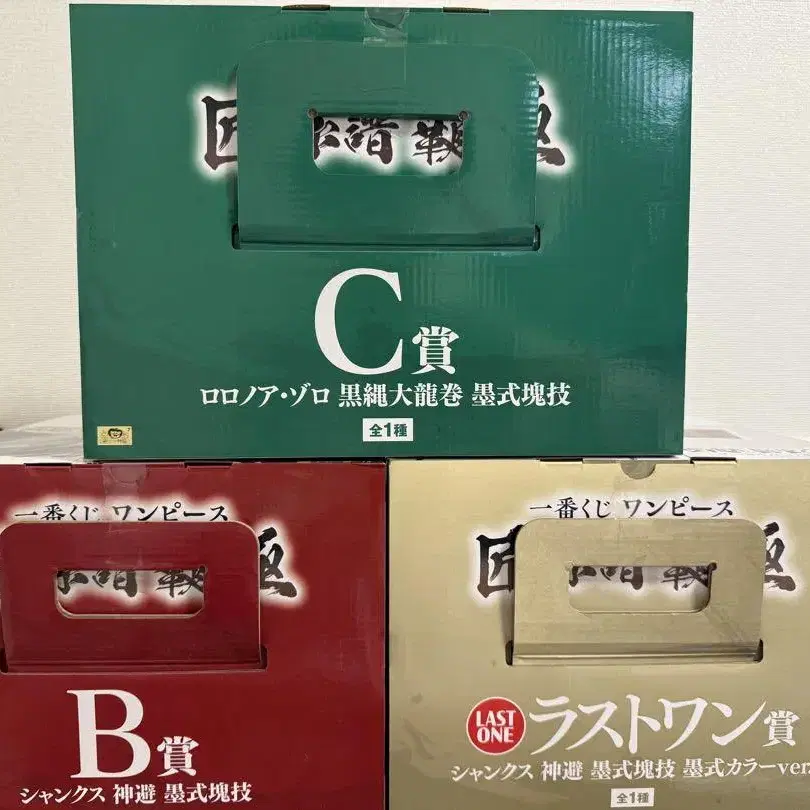 C賞
ロロノア・ゾロ 黒縄大龍巻 墨式塊技
全1種
一番くじ ワンピース
B賞
シャンクス 神避 墨式塊技
一番くじ ワンピース
LAST
ONE
ラストワン賞
シャンクス 神避 墨式塊技 墨式カラーver.
全1種